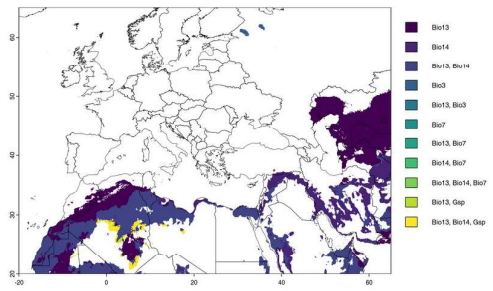 Bio13
Bio14
Bio13, Bio14
Bio3
Bio13, Bio3
Bio7
Bio13, Bio7
Bio14, Bio7
Bio13, Bio14, Bio7
Bio13, Gsp
Bio13, Bio14, Gsp
60
50
40
30
20
-20
0
20
40
60